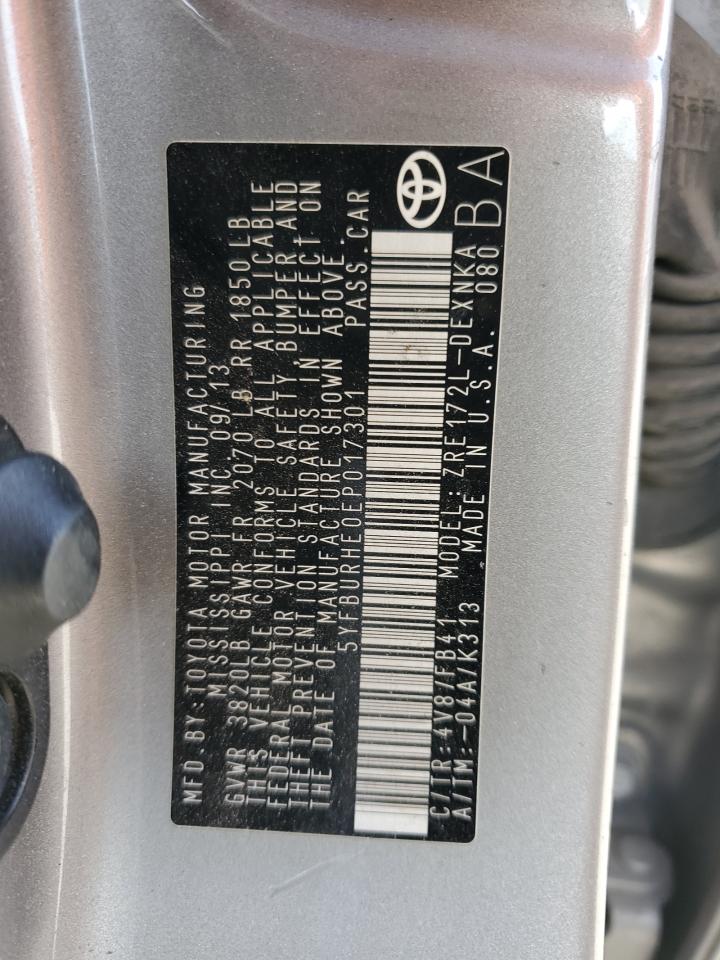 MFD.BY:TOYOTA MOTOR MANUFACTURING
MISSISSIPPI INC.09/13
GVWR 3820LB GAWR FR 2070 LB RR 1850LB
THIS VEHICLE CONFORMS TO ALL APPLICABLE
FEDERAL MOTOR VEHICLE SAFETY, BUMPER AND
THEFT PREVENTION STANDARDS IN EFFECT ON
THE DATE OF MANUFACTURE SHOWN ABOVE.
5YFBURHE0EP017301 PASS.CAR
C/TR:4V87/FB41 MODEL:ZRE172L-DEXNKA
A/TM:-04A/K313 MADE IN U.S.A. 080 BA